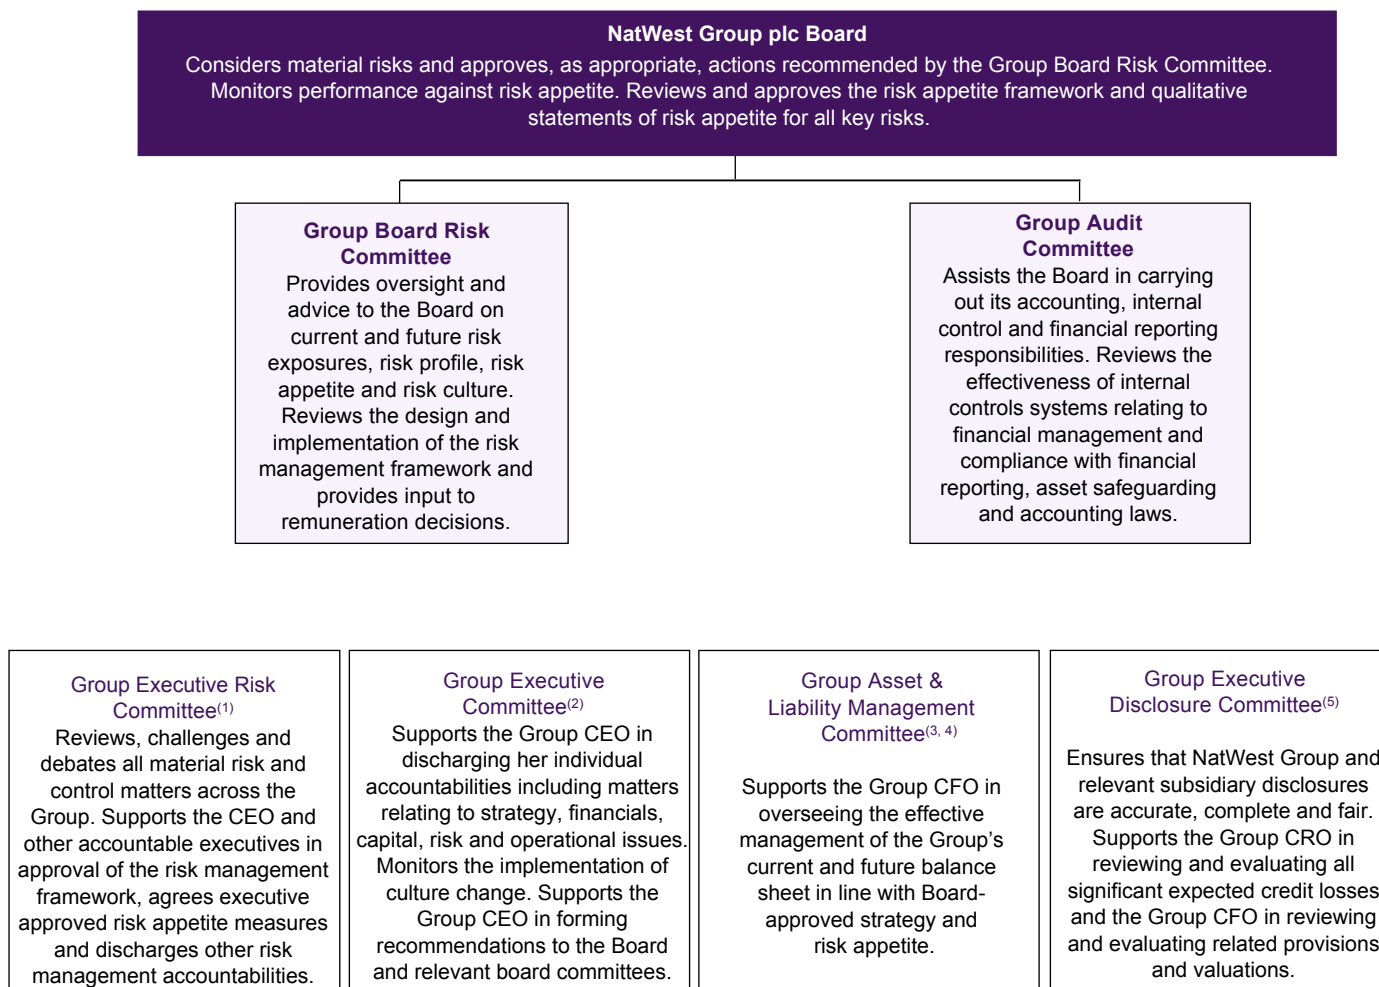 NatWest Group plc Board
Considers material risks and approves, as appropriate, actions recommended by the Group Board Risk Committee.
Monitors performance against risk appetite. Reviews and approves the risk appetite framework and qualitative
statements of risk appetite for all key risks.
Group Board Risk
Committee
Provides oversight and
advice to the Board on
current and future risk
exposures, risk profile, risk
appetite and risk culture.
Reviews the design and
implementation of the risk
management framework and
provides input to
remuneration decisions.
Group Audit
Committee
Assists the Board in carrying
out its accounting, internal
control and financial reporting
responsibilities. Reviews the
effectiveness of internal
controls systems relating to
financial management and
compliance with financial
reporting, asset safeguarding
and accounting laws.
Group Executive Risk
Committee(1)
Reviews, challenges and
debates all material risk and
control matters across the
Group. Supports the CEO and
other accountable executives in
approval of the risk management
framework, agrees executive
approved risk appetite measures
and discharges other risk
management accountabilities.
Group Executive
Committee(2)
Supports the Group CEO in
discharging her individual
accountabilities including matters
relating to strategy, financials,
capital, risk and operational issues.
Monitors the implementation of
culture change. Supports the
Group CEO in forming
recommendations to the Board
and relevant board committees.
Group Asset &
Liability Management
Committee(3, 4)
Supports the Group CFO in
overseeing the effective
management of the Group's
current and future balance
sheet in line with Board-
approved strategy and
risk appetite.
Group Executive
Disclosure Committee(5)
Ensures that NatWest Group and
relevant subsidiary disclosures
are accurate, complete and fair.
Supports the Group CRO in
reviewing and evaluating all
significant expected credit losses
and the Group CFO in reviewing
and evaluating related provisions
and valuations.